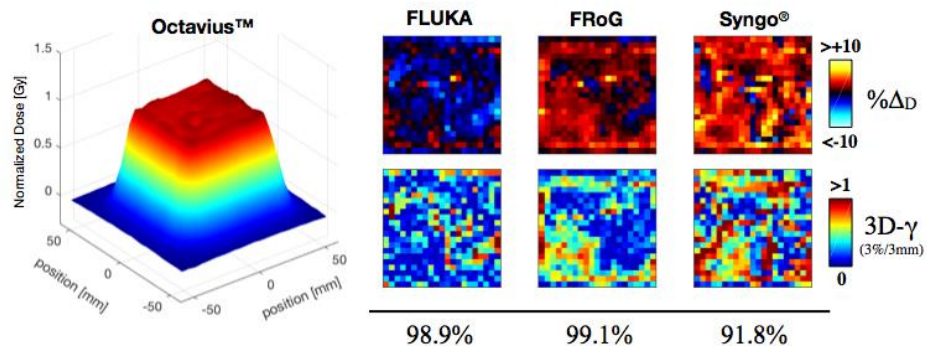 Octavius™
Normalized Dose [Gy]
1.5
1
0.5
0
50
0
-50
position [mm]
-50
0
50
position [mm]
FLUKA
FRoG
Syngo®
>+10
%ΔD
<-10
>1
3D-γ
(3%/3mm)
0
98.9%
99.1%
91.8%